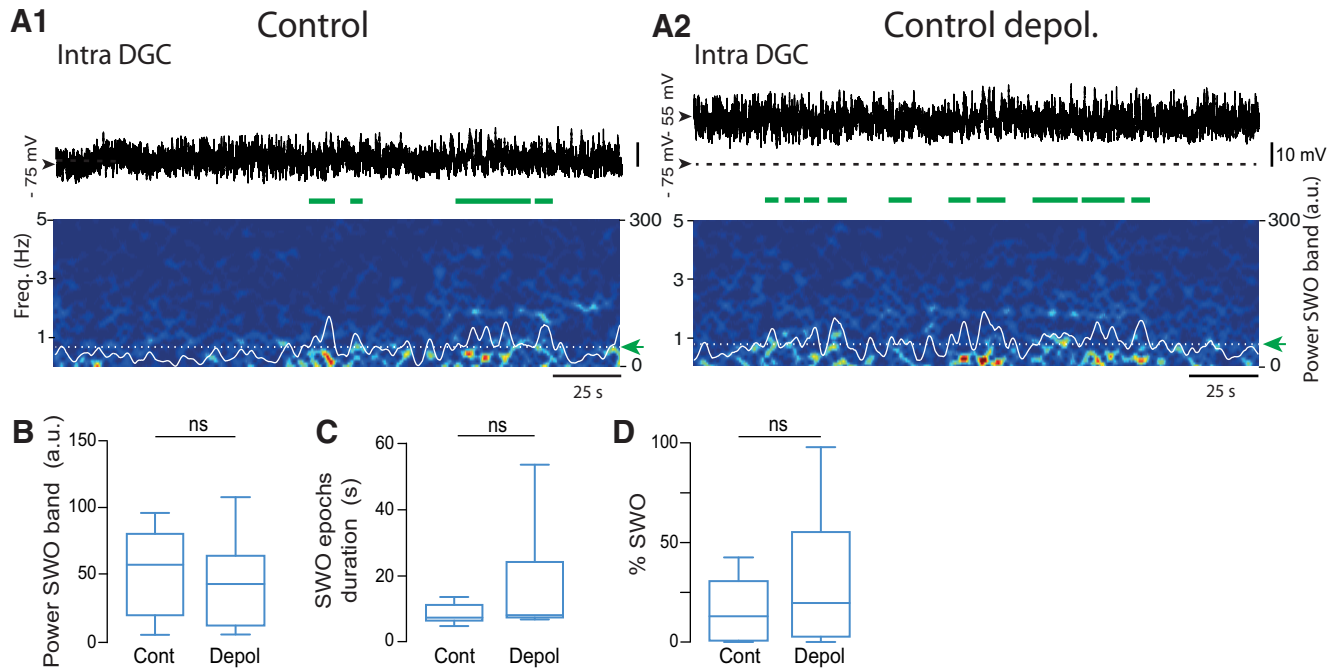 A1
Control
Intra DGC
- 75 mV
5
3
1
Freq. (Hz)
300
0
25 s
A2
Control depol.
Intra DGC
- 75 mV
- 55 mV
10 mV
5
3
1
300
0
Power SWO band (a.u.)
25 s
B
ns
Power SWO band (a.u.)
150
100
50
0
Cont
Depol
C
ns
SWO epochs
duration (s)
60
40
20
0
Cont
Depol
D
ns
% SWO
100
50
0
Cont
Depol